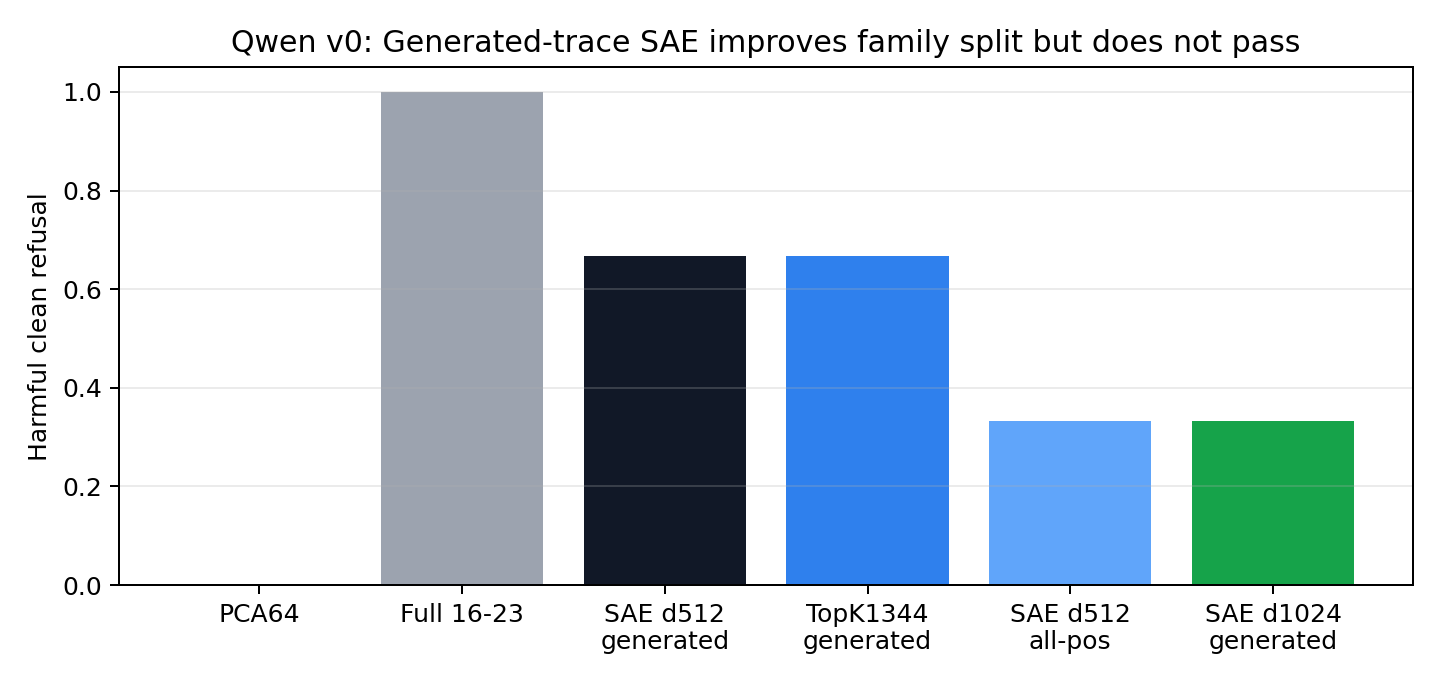 Qwen v0: Generated-trace SAE improves family split but does not pass
Harmful clean refusal
1.0
0.8
0.6
0.4
0.2
0.0
PCA64
Full 16-23
SAE d512
generated
TopK1344
generated
SAE d512
all-pos
SAE d1024
generated